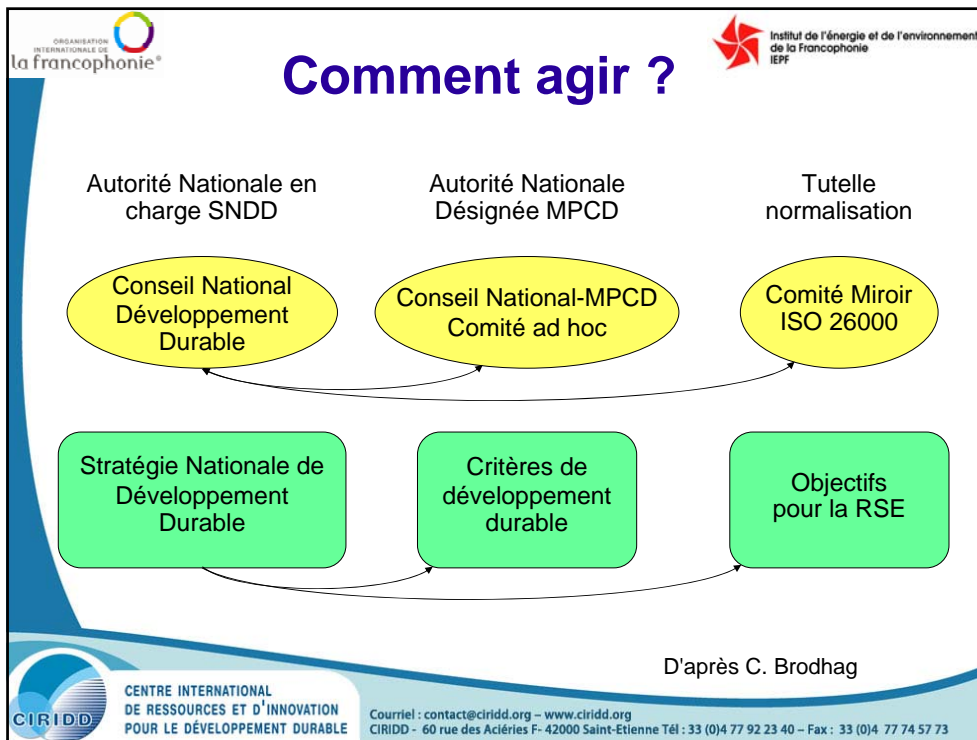 ORGANISATION
INTERNATIONALE DE
la francophonie®
Institut de l'énergie et de l'environnement
de la Francophonie
IEPF
Comment agir ?
Autorité Nationale en
charge SNDD
Autorité Nationale
Désignée MPCD
Tutelle
normalisation
Conseil National
Développement
Durable
Conseil National-MPCD
Comité ad hoc
Comité Miroir
ISO 26000
Stratégie Nationale de
Développement
Durable
Critères de
développement
durable
Objectifs
pour la RSE
D'après C. Brodhag
CIRIDD
CENTRE INTERNATIONAL
DE RESSOURCES ET D'INNOVATION
POUR LE DÉVELOPPEMENT DURABLE
Courriel : contact@ciridd.org – www.ciridd.org
CIRIDD - 60 rue des Aciéries F- 42000 Saint-Etienne Tél : 33 (0)4 77 92 23 40 – Fax : 33 (0)4 77 74 57 73